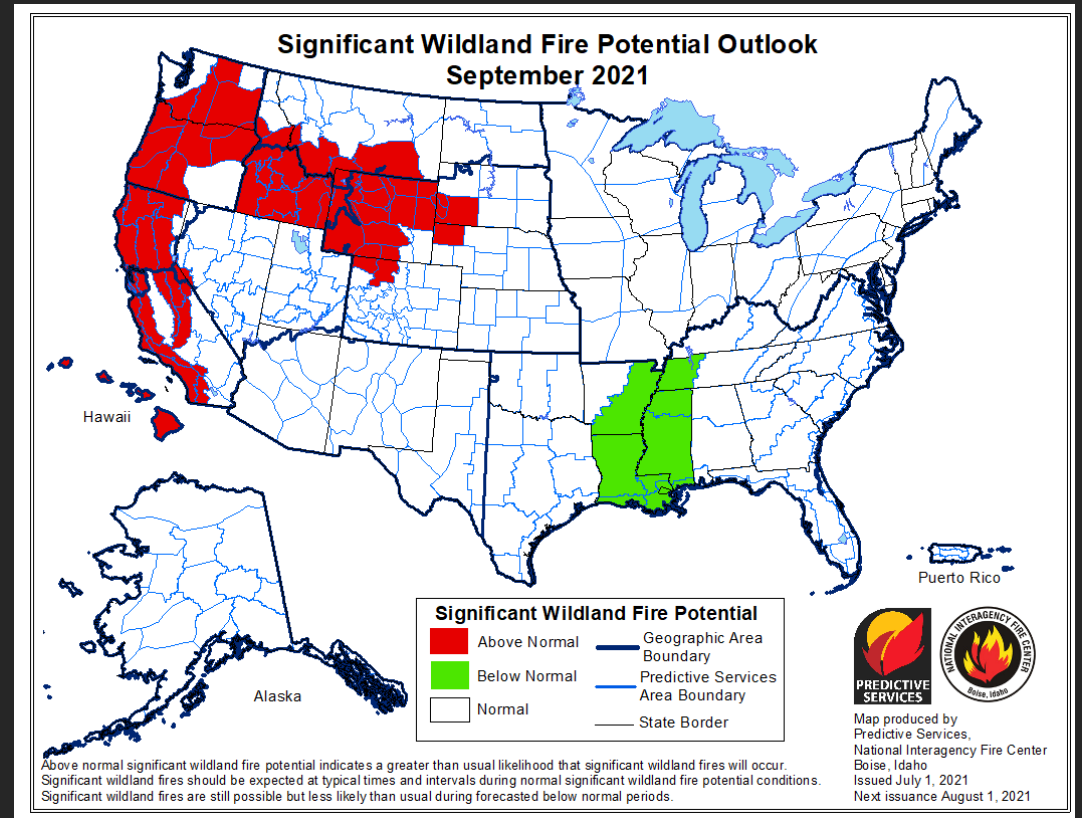 Significant Wildland Fire Potential Outlook
September 2021
Hawaii
Alaska
Puerto Rico
Significant Wildland Fire Potential
Above Normal
Below Normal
Normal
Geographic Area
Boundary
Predictive Services
Area Boundary
State Border
PREDICTIVE
SERVICES
NATIONAL INTERAGENCY FIRE CENTER
Boise, Idaho
Map produced by
Predictive Services,
National Interagency Fire Center
Boise, Idaho
Issued July 1, 2021
Next issuance August 1, 2021
Above normal significant wildland fire potential indicates a greater than usual likelihood that significant wildland fires will occur.
Significant wildland fires should be expected at typical times and intervals during normal significant wildland fire potential conditions.
Significant wildland fires are still possible but less likely than usual during forecasted below normal periods.